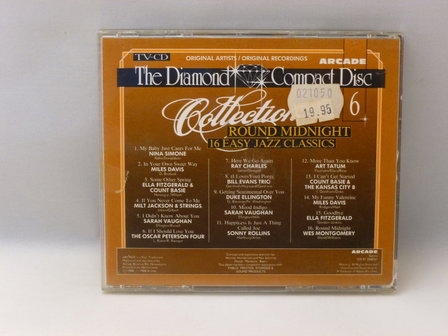 TV-CD
ORIGINAL ARTISTS / ORIGINAL RECORDINGS
ARCADE
The Diamond Compact Disc
Collection
6
021050
19.95
ROUND MIDNIGHT
16 EASY JAZZ CLASSICS
1. My Baby Just Cares For Me
NINA SIMONE
2. In Your Own Sweet Way
MILES DAVIS
3. Some Other Spring
ELLA FITZGERALD &
COUNT BASIE
4. If You Never Come To Me
MILT JACKSON & STRINGS
5. I Didn't Know About You
SARAH VAUGHAN
6. If I Should Lose You
THE OSCAR PETERSON FOUR
7. Here We Go Again
RAY CHARLES
8.
BILL EVANS TRIO
9. Getting Sentimental Over You
DUKE ELLINGTON
10. Mood Indigo
SARAH VAUGHAN
11. Happiness Is Just A Thing
Called Joe
SONNY ROLLINS
12. More Than You Know
ART TATUM
13. I Can't Get Started
COUNT BASIE &
THE KANSAS CITY 8
14. My Funny Valentine
MILES DAVIS
15. Goodbye
ELLA FITZGERALD
16. Round Midnight
WES MONTGOMERY
ARCADE